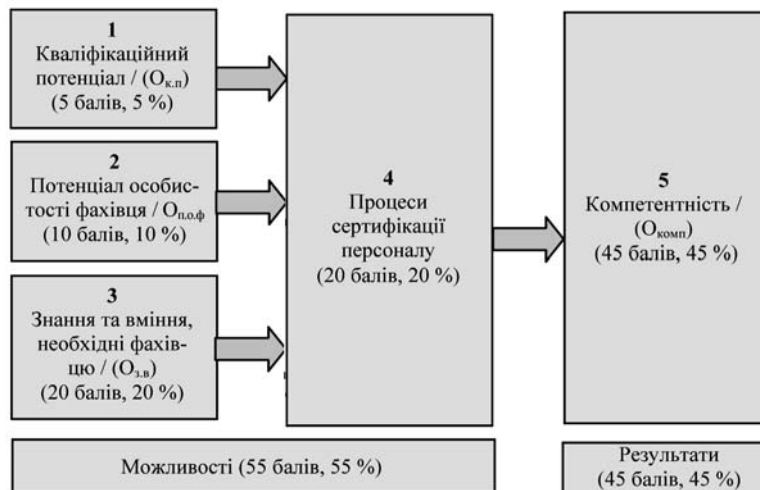 1
Кваліфікаційний
потенціал / (Ок.п)
(5 балів, 5 %)
2
Потенціал особис-
тості фахівця / Оп.о.ф
(10 балів, 10 %)
3
Знання та вміння,
необхідні фахів-
цю / (Оз.в)
(20 балів, 20 %)
4
Процеси
сертифікації
персоналу
(20 балів, 20 %)
5
Компетентність /
(Окомп)
(45 балів, 45 %)
Можливості (55 балів, 55 %)
Результати
(45 балів, 45 %)